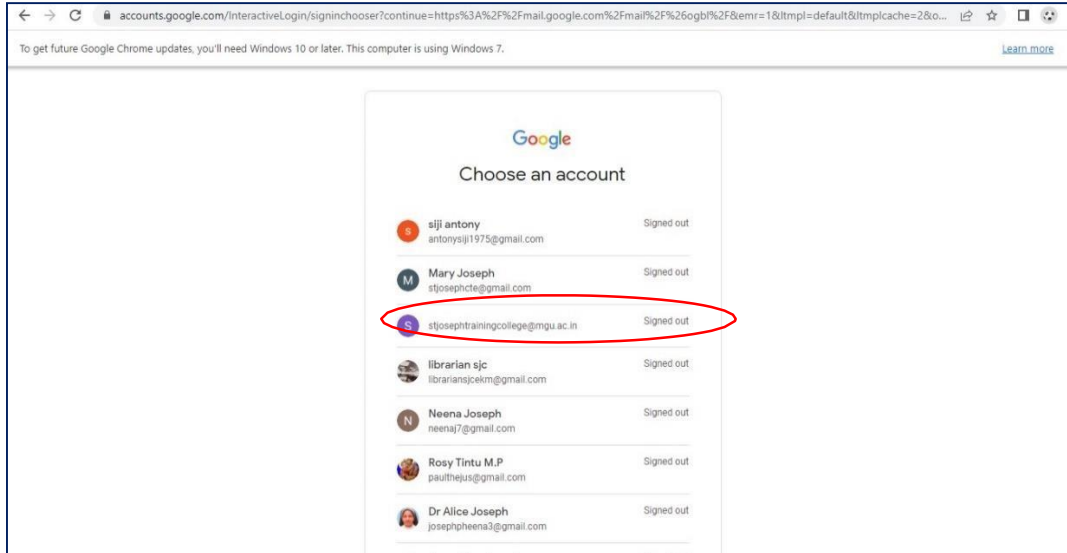 accounts.google.com/InteractiveLogin/signinchooser?continue=https%3A%2F%2Fmail.google.com%2Fmail%2F%26ogbl%2F&emr=1&ltmpl=default&ltmplcache=2&o...
To get future Google Chrome updates, you'll need Windows 10 or later. This computer is using Windows 7. Learn more
Google
Choose an account
s
siji antony Signed out
antonysiji1975@gmail.com
M
Mary Joseph Signed out
stjosephcte@gmail.com
S
stjosephtrainingcollege@mgu.ac.in Signed out
librarian sjc Signed out
librariansjcekm@gmail.com
N
Neena Joseph Signed out
neenaj7@gmail.com
Rosy Tintu M.P Signed out
paulthejus@gmail.com
Dr Alice Joseph Signed out
josephpheena3@gmail.com